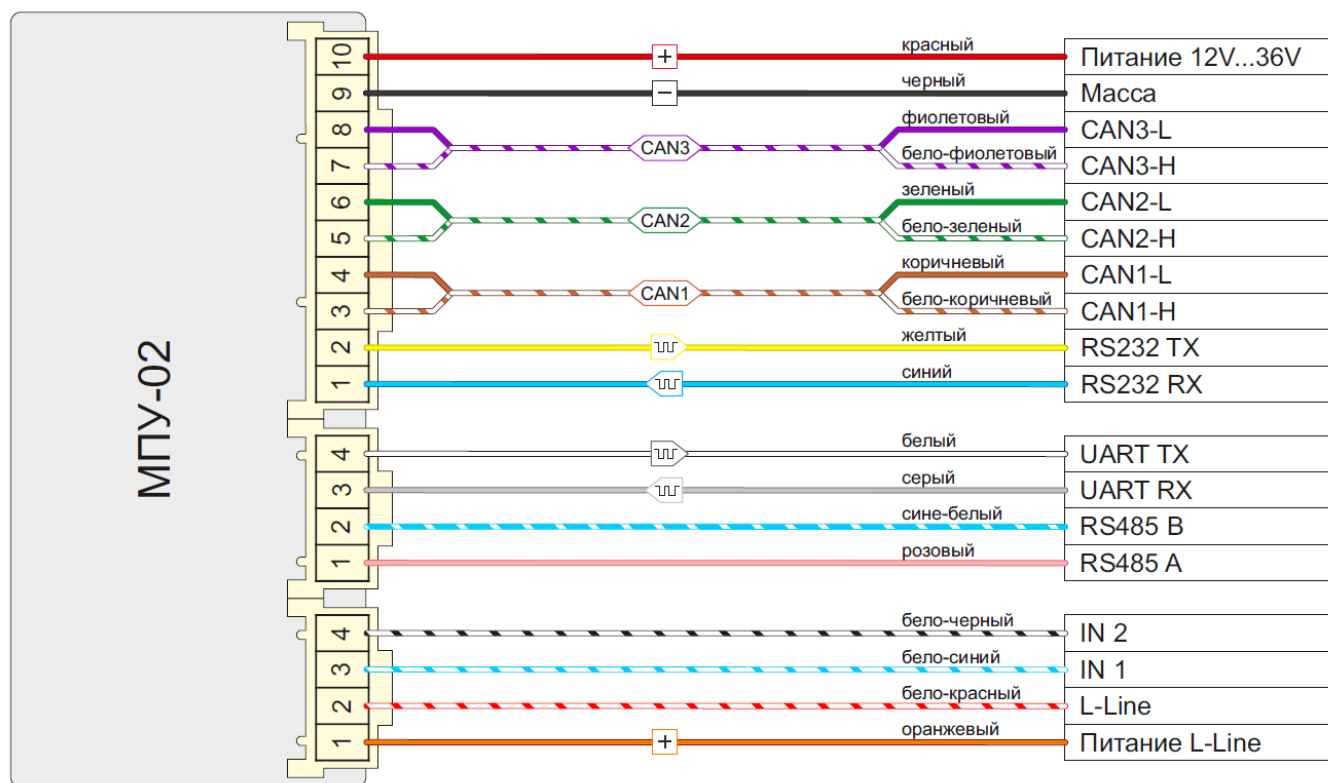 МПУ-02
10 красный + Питание 12V...36V
9 черный − Масса
8 фиолетовый CAN3-L
CAN3
7 бело-фиолетовый CAN3-H
6 зеленый CAN2-L
CAN2
5 бело-зеленый CAN2-H
4 коричневый CAN1-L
CAN1
3 бело-коричневый CAN1-H
2 желтый RS232 TX
1 синий RS232 RX
4 белый UART TX
3 серый UART RX
2 сине-белый RS485 B
1 розовый RS485 A
4 бело-черный IN 2
3 бело-синий IN 1
2 бело-красный L-Line
1 оранжевый + Питание L-Line